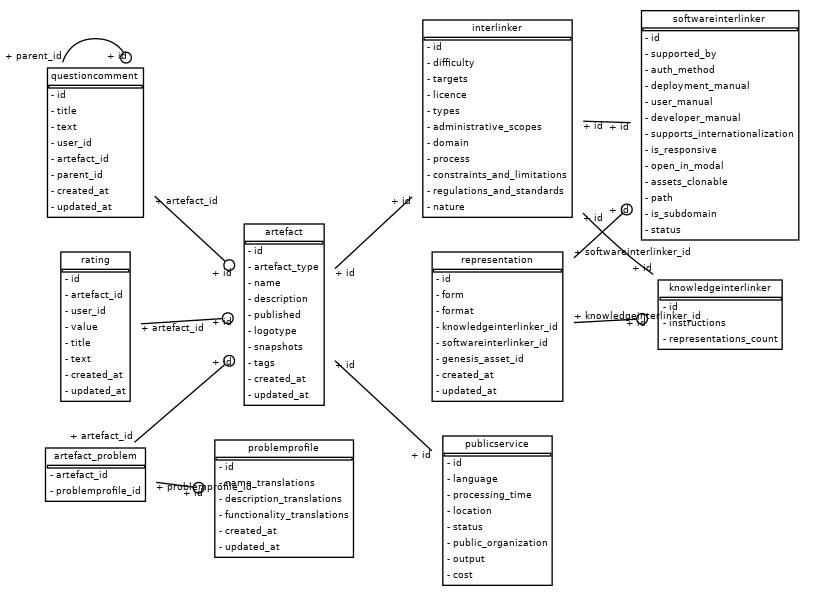 + parent_id
+ id
questioncomment
- id
- title
- text
- user_id
- artefact_id
- parent_id
- created_at
- updated_at
interlinker
- id
- difficulty
- targets
- licence
- types
- administrative_scopes
- domain
- process
- constraints_and_limitations
- regulations_and_standards
- nature
softwareinterlinker
- id
- supported_by
- auth_method
- deployment_manual
- user_manual
- developer_manual
- supports_internationalization
- is_responsive
- open_in_modal
- assets_clonable
- path
- is_subdomain
- status
+ id
+ id
+ artefact_id
+ id
+ id
+ id
artefact
- id
- artefact_type
- name
- description
- published
- logotype
- snapshots
- tags
- created_at
- updated_at
+ id
+ id
+ softwareinterlinker_id
+ id
rating
- id
- artefact_id
- user_id
- value
- title
- text
- created_at
- updated_at
+ artefact_id
+ id
representation
- id
- form
- format
- knowledgeinterlinker_id
- softwareinterlinker_id
- genesis_asset_id
- created_at
- updated_at
+ knowledgeinterlinker_id
+ id
knowledgeinterlinker
- id
- instructions
- representations_count
+ id
+ artefact_id
+ id
+ id
artefact_problem
- artefact_id
- problemprofile_id
+ problemprofile_id
+ id
problemprofile
- id
- name_translations
- description_translations
- functionality_translations
- created_at
- updated_at
publicservice
- id
- language
- processing_time
- location
- status
- public_organization
- output
- cost